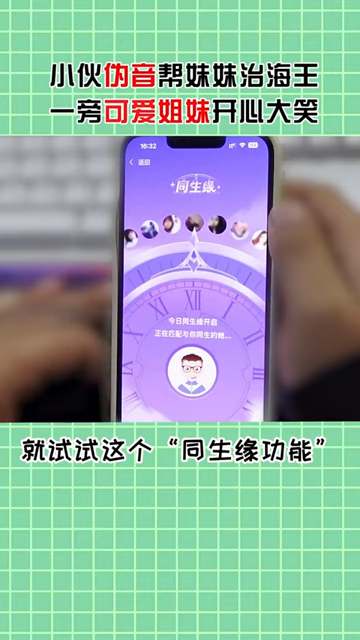 小伙伪音帮妹妹治海王
一旁可爱姐妹开心大笑
16:32
返回
同生缘
XII
今日同生缘开启
正在匹配与你同生的她...
就试试这个“同生缘功能”